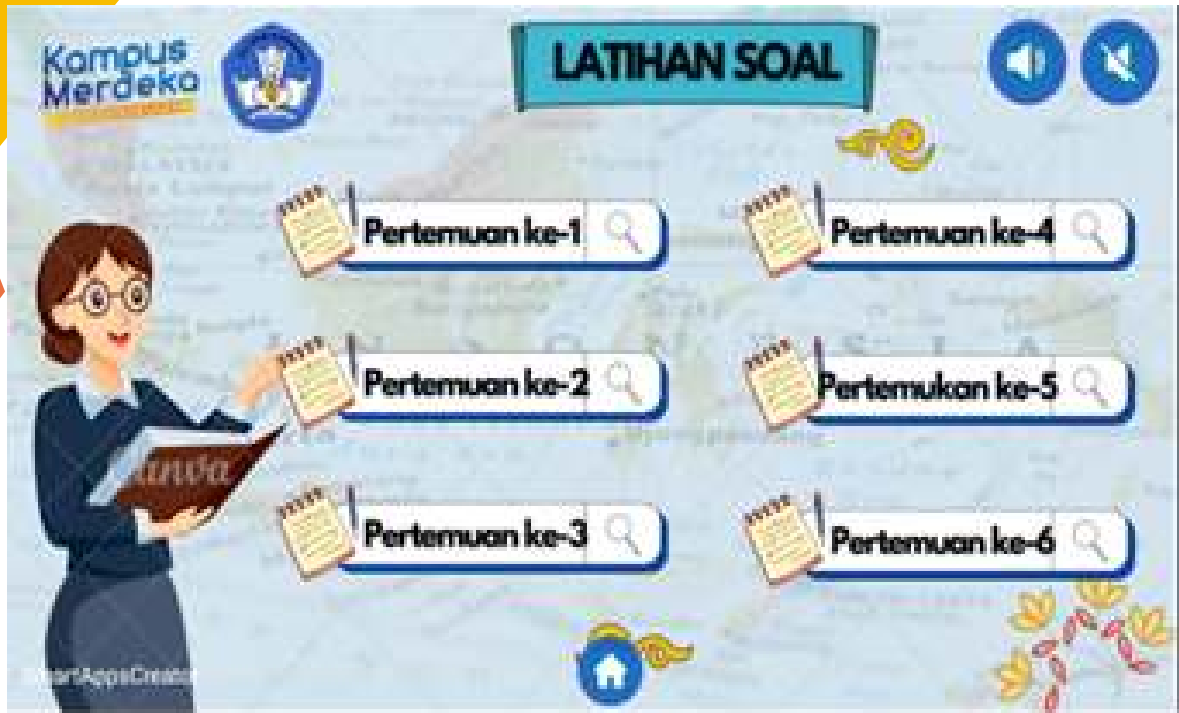 Kampus
Merdeka
LATIHAN SOAL
Pertemuan ke-1
Pertemuan ke-4
Pertemuan ke-2
Pertemukan ke-5
Pertemuan ke-3
Pertemuan ke-6